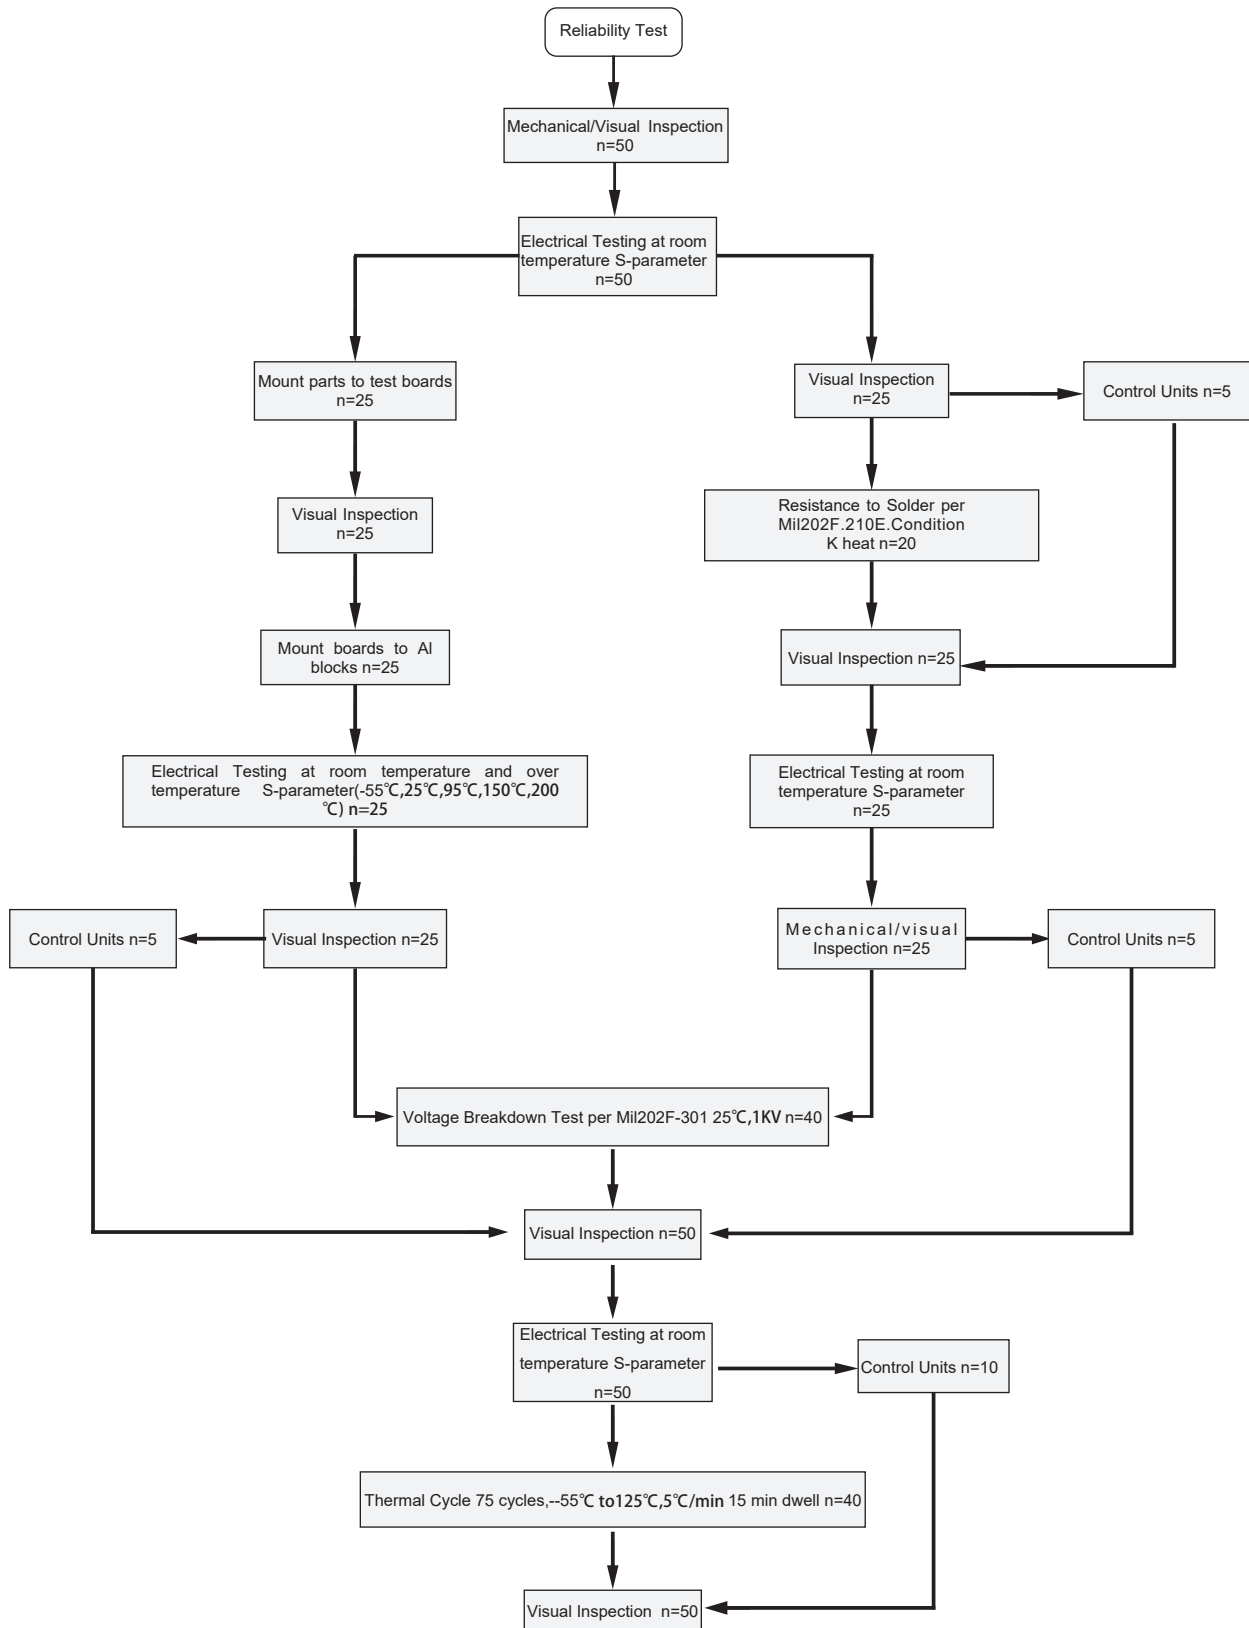 Reliability Test
Mechanical/Visual Inspection
n=50
Electrical Testing at room
temperature S-parameter
n=50
Mount parts to test boards
n=25
Visual Inspection
n=25
Control Units n=5
Visual Inspection
n=25
Resistance to Solder per
Mil202F.210E.Condition
K heat n=20
Mount boards to Al
blocks n=25
Visual Inspection n=25
Electrical Testing at room temperature and over
temperature S-parameter(-55℃,25℃,95℃,150℃,200
℃) n=25
Electrical Testing at room
temperature S-parameter
n=25
Control Units n=5
Visual Inspection n=25
Mechanical/visual
Inspection n=25
Control Units n=5
Voltage Breakdown Test per Mil202F-301 25℃,1KV n=40
Visual Inspection n=50
Electrical Testing at room
temperature S-parameter
n=50
Control Units n=10
Thermal Cycle 75 cycles,--55℃ to125℃,5℃/min 15 min dwell n=40
Visual Inspection n=50